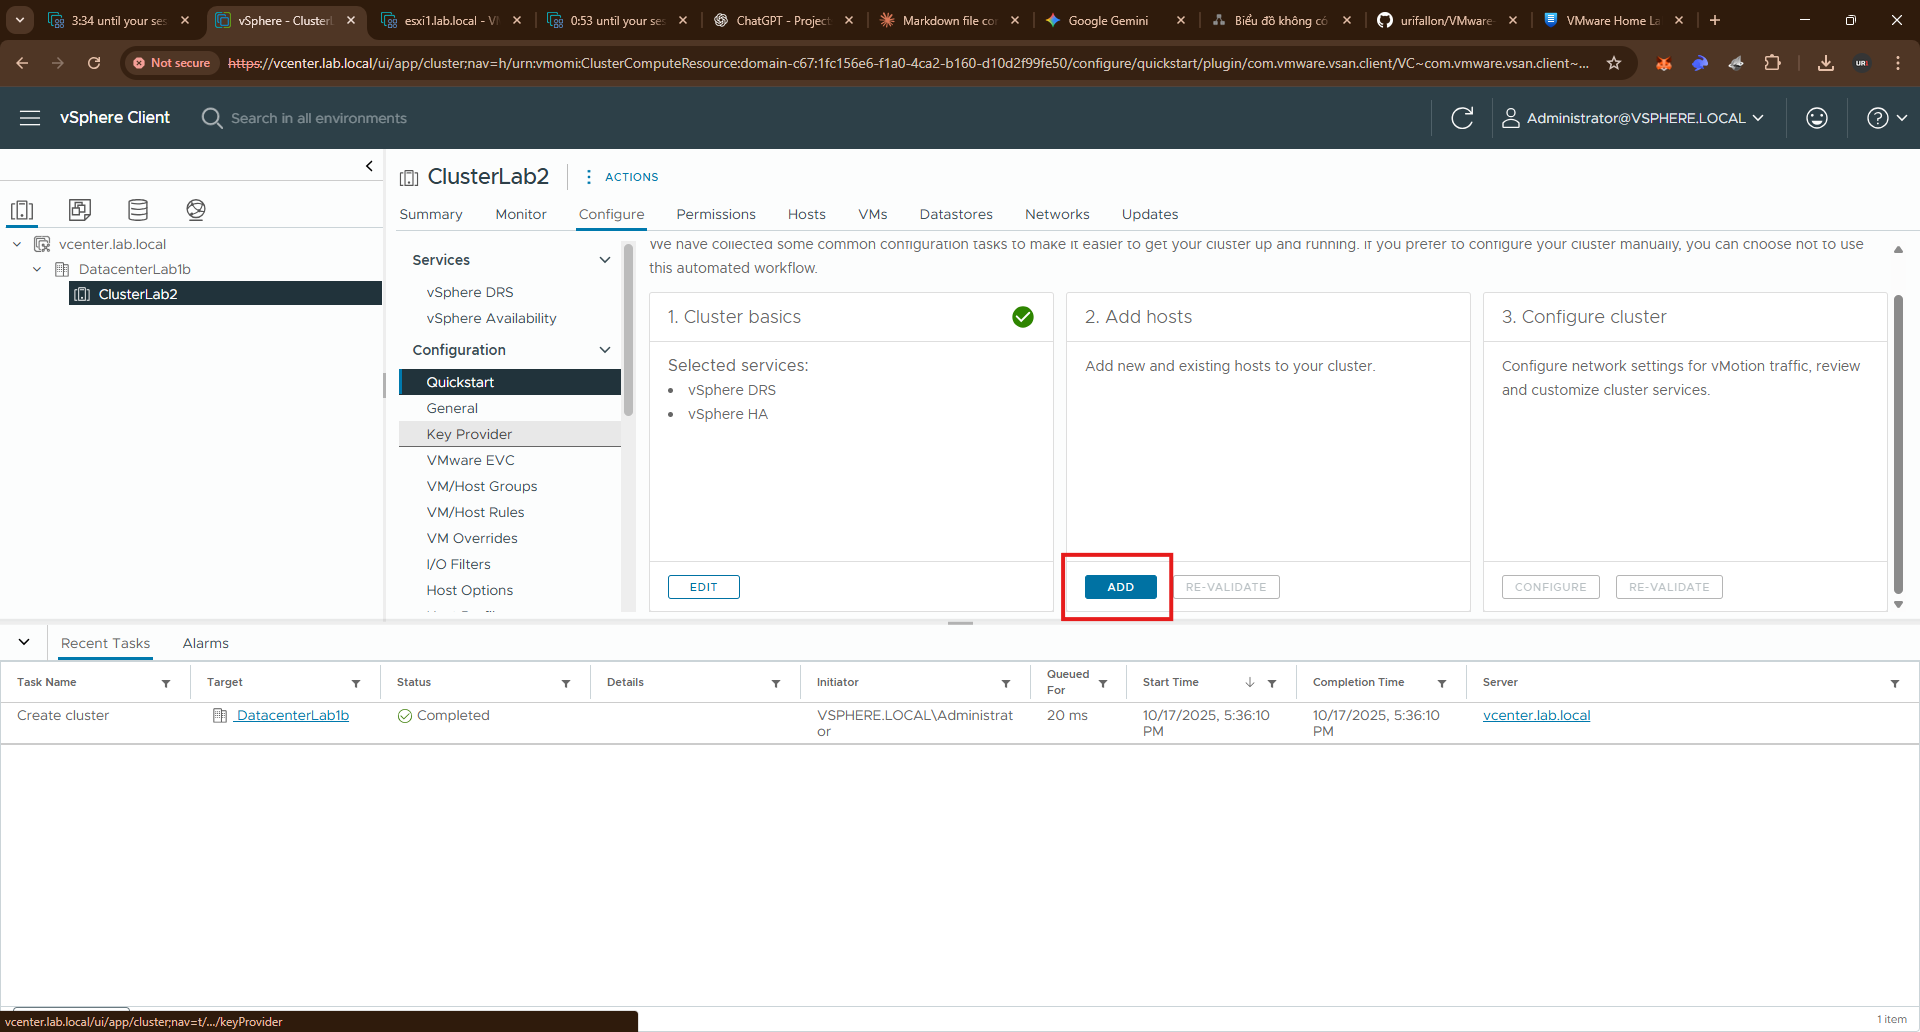 3:34 until your ses
vSphere - ClusterL
esxi1.lab.local - VM
0:53 until your ses
ChatGPT - Project
Markdown file co
Google Gemini
Biểu đồ không có
urifallon/VMware-
VMware Home La
Not secure
https://vcenter.lab.local/ui/app/cluster;nav=h/urn:vmomi:ClusterComputeResource:domain-c67:1fc156e6-f1a0-4ca2-b160-d10d2f99fe50/configure/quickstart/plugin/com.vmware.vsan.client/VC~com.vmware.vsan.client~...
vSphere Client
Search in all environments
Administrator@VSPHERE.LOCAL
vcenter.lab.local
DatacenterLab1b
ClusterLab2
ClusterLab2
ACTIONS
Summary
Monitor
Configure
Permissions
Hosts
VMs
Datastores
Networks
Updates
Services
vSphere DRS
vSphere Availability
Configuration
Quickstart
General
Key Provider
VMware EVC
VM/Host Groups
VM/Host Rules
VM Overrides
I/O Filters
Host Options
We have collected some common configuration tasks to make it easier to get your cluster up and running. If you prefer to configure your cluster manually, you can choose not to use
this automated workflow.
1. Cluster basics
Selected services:
• vSphere DRS
• vSphere HA
EDIT
2. Add hosts
Add new and existing hosts to your cluster.
ADD
RE-VALIDATE
3. Configure cluster
Configure network settings for vMotion traffic, review
and customize cluster services.
CONFIGURE
RE-VALIDATE
Recent Tasks
Alarms
Task Name
Target
Status
Details
Initiator
Queued
For
Start Time
Completion Time
Server
Create cluster
DatacenterLab1b
Completed
VSPHERE.LOCAL\Administrat
or
20 ms
10/17/2025, 5:36:10
PM
10/17/2025, 5:36:10
PM
vcenter.lab.local
vcenter.lab.local/ui/app/cluster;nav=t/.../keyProvider
1 item